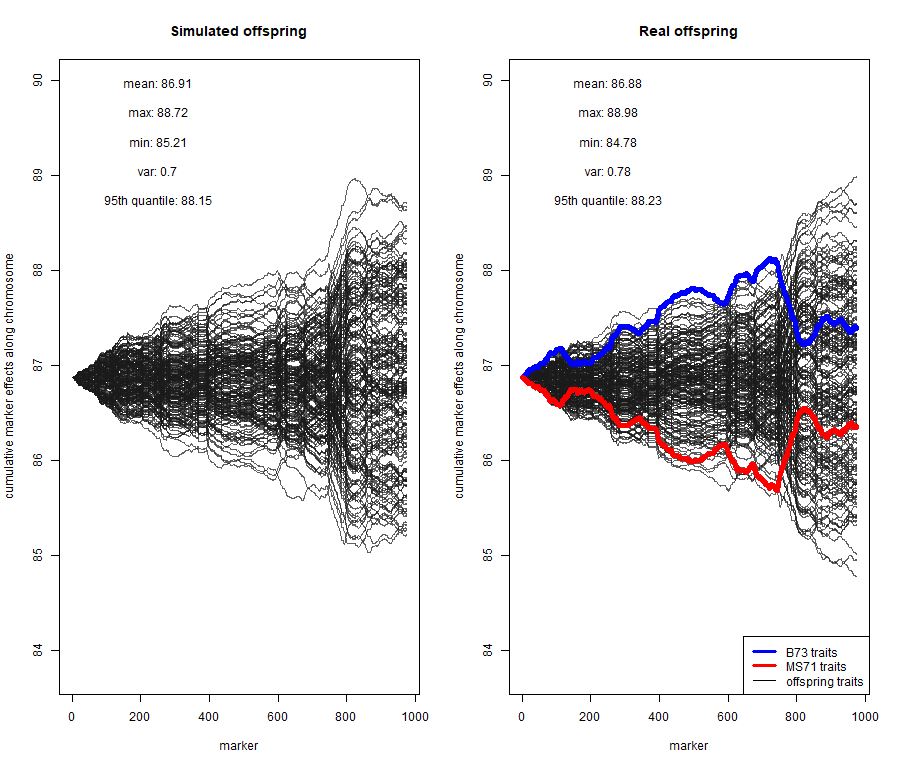 Simulated offspring
mean: 86.91
max: 88.72
min: 85.21
var: 0.7
95th quantile: 88.15
cumulative marker effects along chromosome
90
89
88
87
86
85
84
0 200 400 600 800 1000
marker
Real offspring
mean: 86.88
max: 88.98
min: 84.78
var: 0.78
95th quantile: 88.23
cumulative marker effects along chromosome
90
89
88
87
86
85
84
B73 traits
MS71 traits
offspring traits
0 200 400 600 800 1000
marker